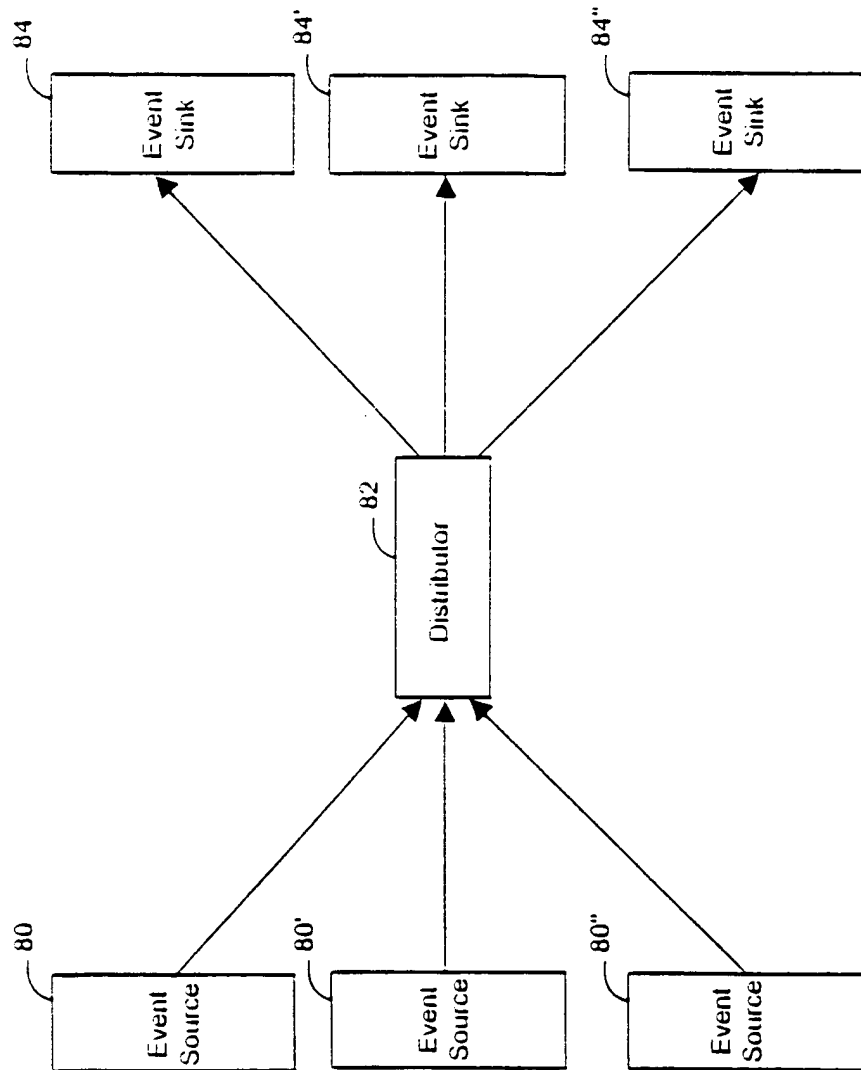 80
84
Event
Source
Event
Sink
82
80'
84'
Event
Source
Distributor
Event
Sink
80"
84"
Event
Source
Event
Sink